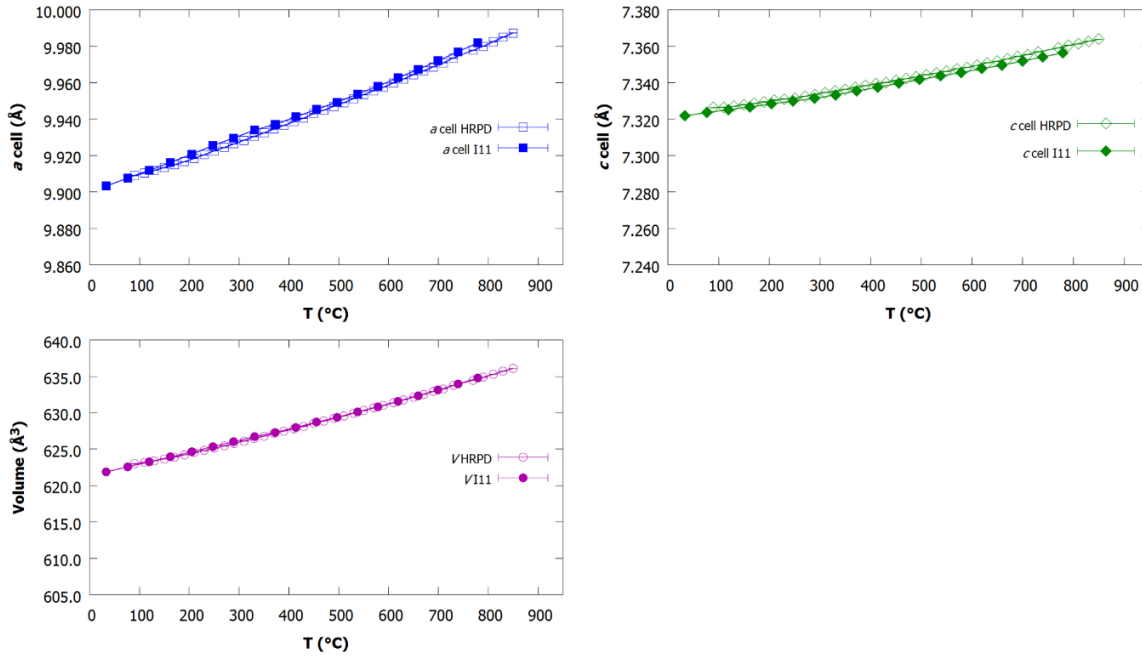 10.000
9.980
9.960
9.940
9.920
9.900
9.880
9.860
a cell (Å)
a cell HRPD
a cell I11
0 100 200 300 400 500 600 700 800 900
T (°C)
7.380
7.360
7.340
7.320
7.300
7.280
7.260
7.240
c cell (Å)
c cell HRPD
c cell I11
0 100 200 300 400 500 600 700 800 900
T (°C)
640.0
635.0
630.0
625.0
620.0
615.0
610.0
605.0
Volume (Å³)
V HRPD
V I11
0 100 200 300 400 500 600 700 800 900
T (°C)